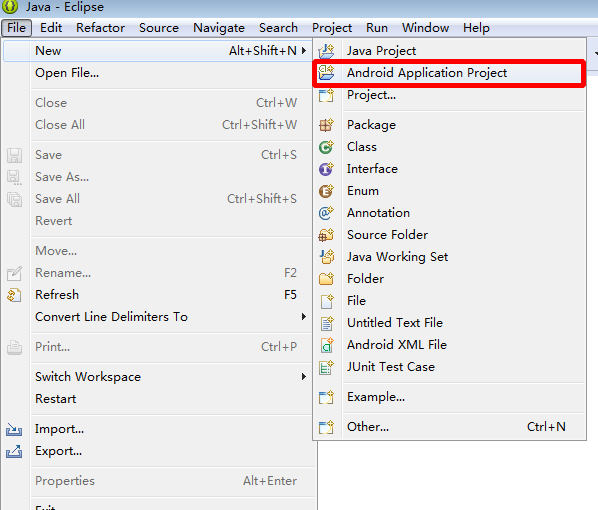 Java - Eclipse
File Edit Refactor Source Navigate Search Project Run Window Help
New Alt+Shift+N
Open File...
Close Ctrl+W
Close All Ctrl+Shift+W
Save Ctrl+S
Save As...
Save All Ctrl+Shift+S
Revert
Move...
Rename... F2
Refresh F5
Convert Line Delimiters To
Print... Ctrl+P
Switch Workspace
Restart
Import...
Export...
Properties Alt+Enter
Exit
Java Project
Android Application Project
Project...
Package
Class
Interface
Enum
Annotation
Source Folder
Java Working Set
Folder
File
Untitled Text File
Android XML File
JUnit Test Case
Example...
Other... Ctrl+N